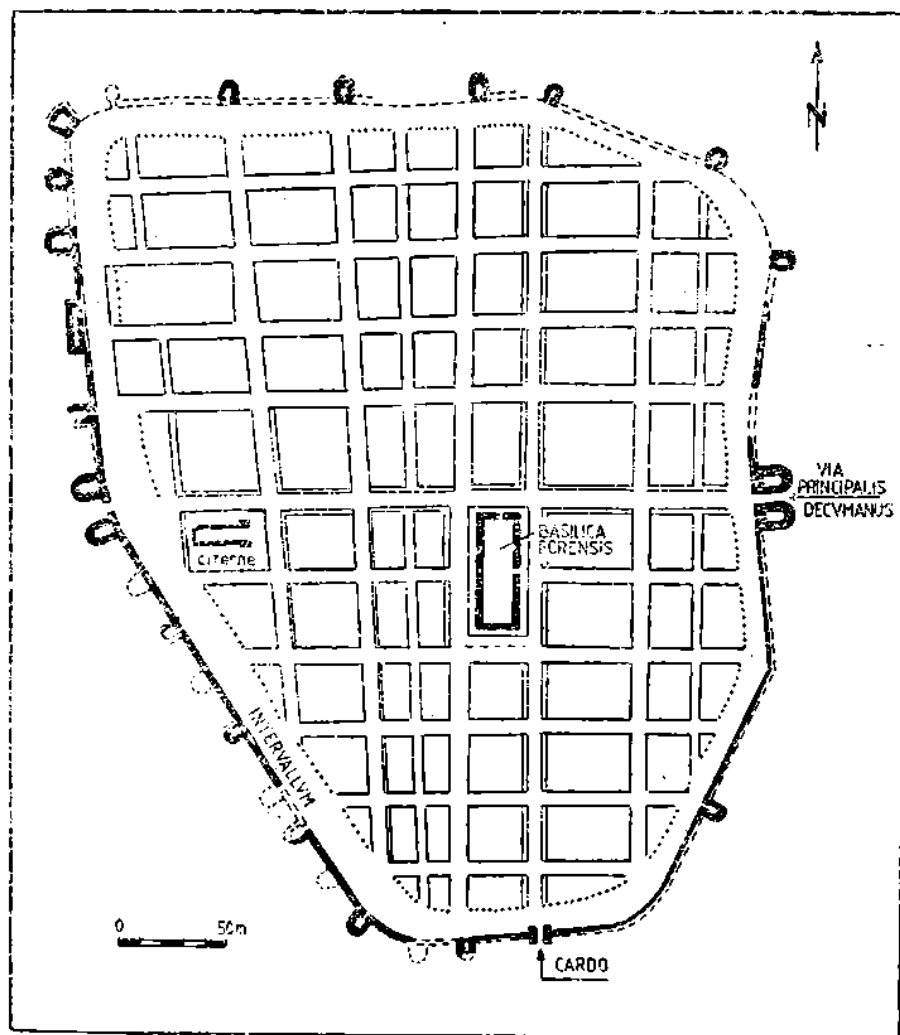 N
VIA
PRINCIPALIS
DECVMANUS
BASILICA
FORENSIS
citerne
INTERVALLVM
0 50m
CARDO